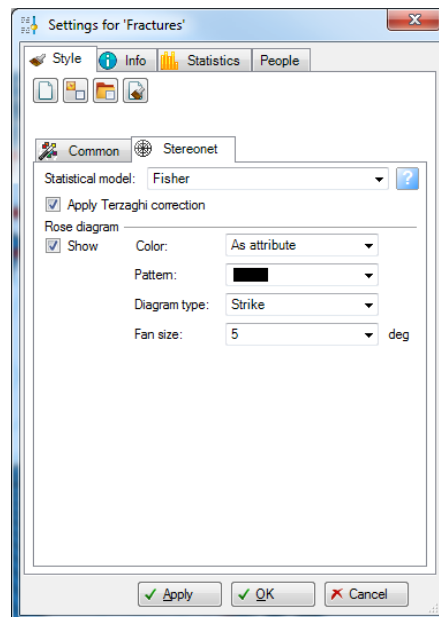 Settings for 'Fractures'
Style Info Statistics People
Common Stereonet
Statistical model: Fisher ?
Apply Terzaghi correction
Rose diagram
Show Color: As attribute
Pattern:
Diagram type: Strike
Fan size: 5 deg
Apply OK Cancel